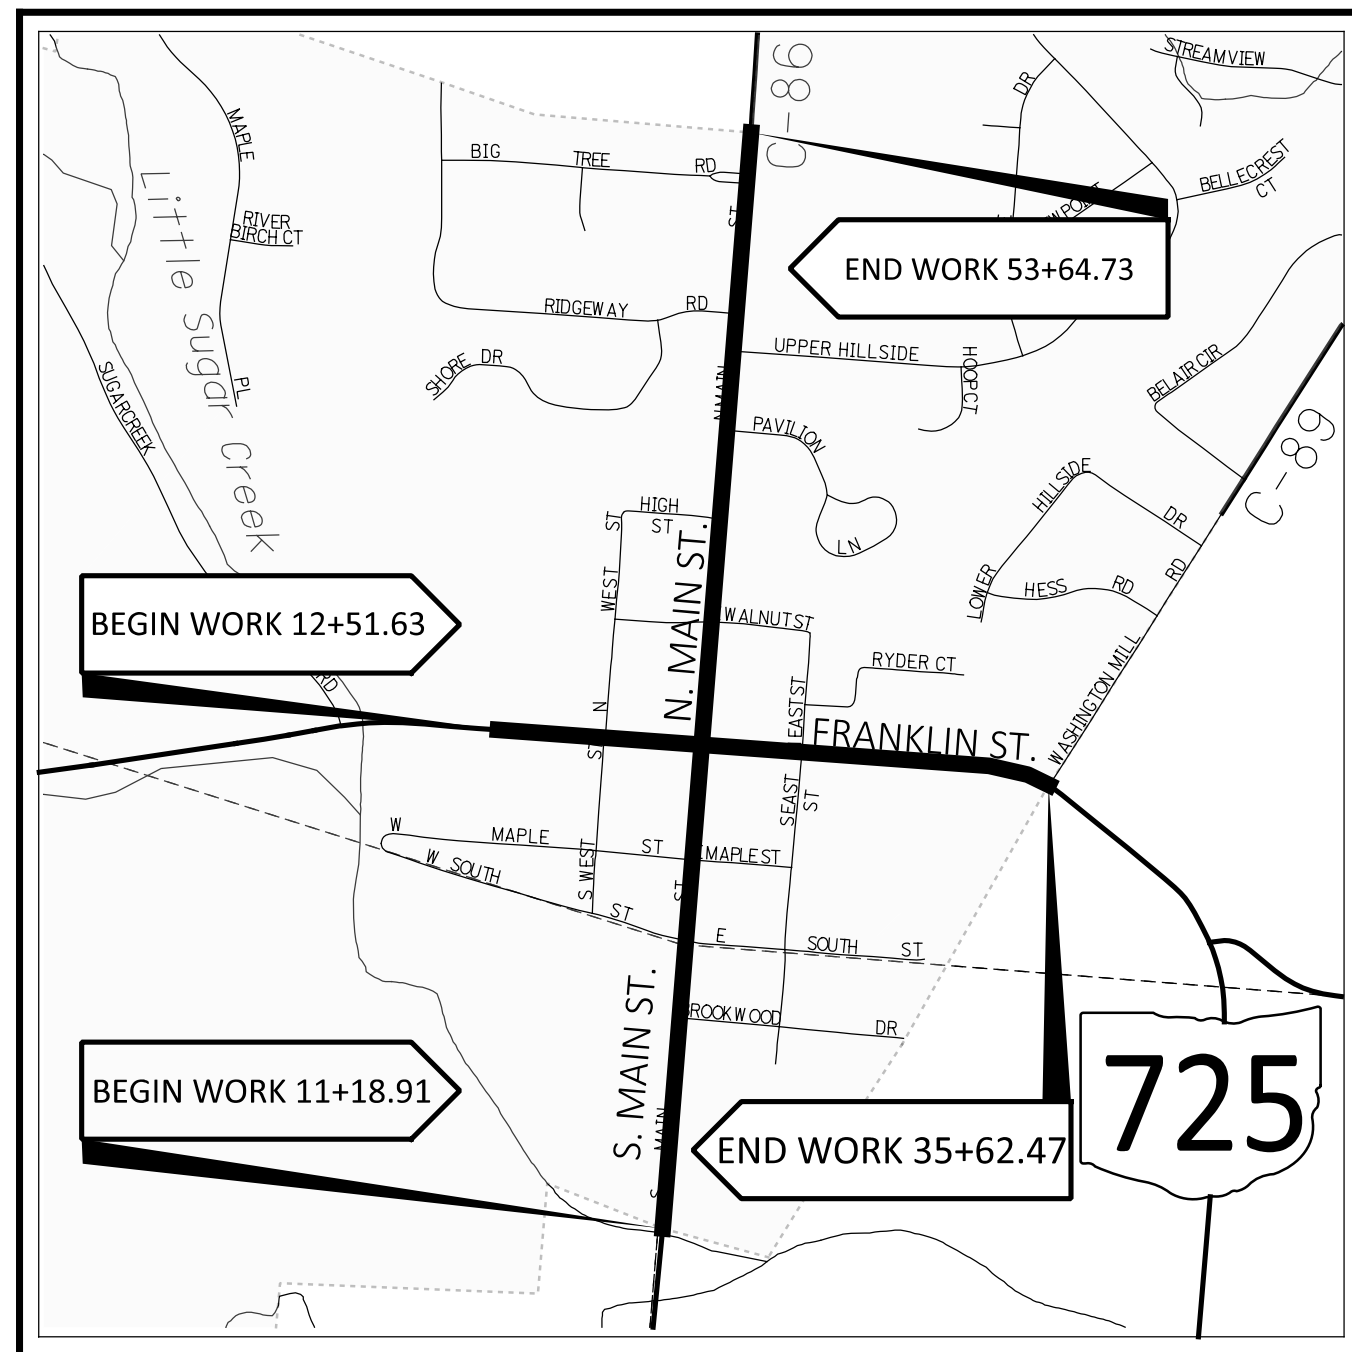 STREAMVIEW
C-89
DR
MAPLE
BIG TREE RD
BELLECREST
CT
Little Sugar Creek
RIVER
BIRCH CT
ST
END WORK 53+64.73
RIDGEWAY RD
UPPER HILLSIDE
HOOP CT
SHORE DR
SUGARCREEK
PL
N MAIN
BELAIR CIR
C-89
PAVILION
HILLSIDE
DR
HIGH
ST
ST
LN
N. MAIN ST.
WEST
LOWER
HESS RD
RD
BEGIN WORK 12+51.63
WALNUT ST
RYDER CT
WASHINGTON MILL
RD
N
EAST ST
FRANKLIN ST.
ST
S EAST
ST
W
MAPLE ST
E MAPLE ST
W SOUTH
S WEST
ST
ST
E SOUTH ST
S. MAIN ST.
BROOKWOOD DR
725
BEGIN WORK 11+18.91
MAIN
S
END WORK 35+62.47